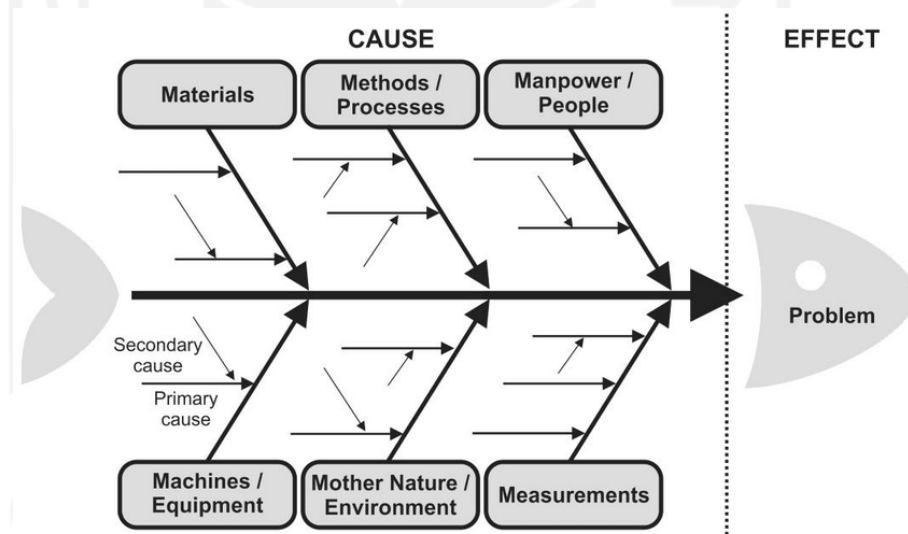 CAUSE
EFFECT
Materials
Methods /
Processes
Manpower /
People
Problem
Secondary
cause
Primary
cause
Machines /
Equipment
Mother Nature /
Environment
Measurements